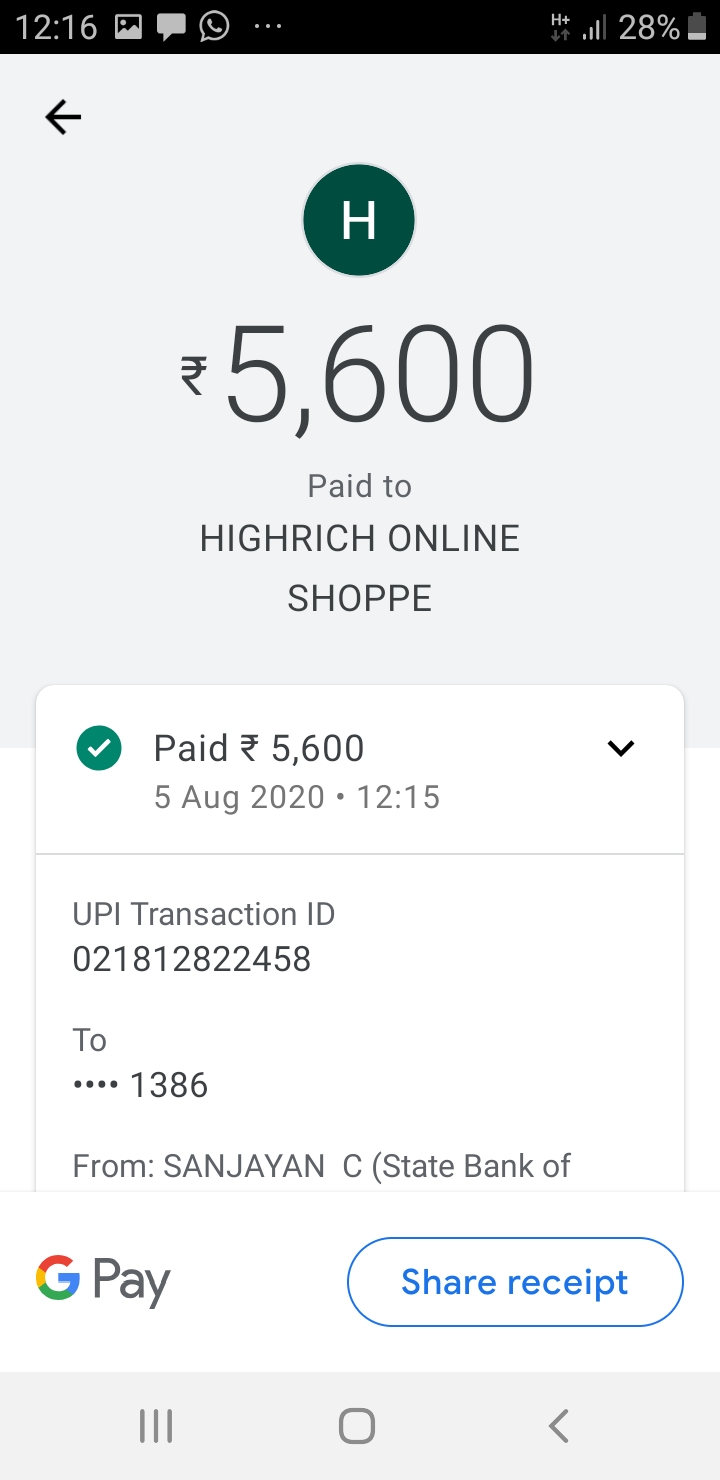 12:16 H+ 28%
H
₹5,600
Paid to
HIGHRICH ONLINE
SHOPPE
Paid ₹ 5,600
5 Aug 2020 • 12:15
UPI Transaction ID
021812822458
To
•••• 1386
From: SANJAYAN  C (State Bank of
G Pay
Share receipt